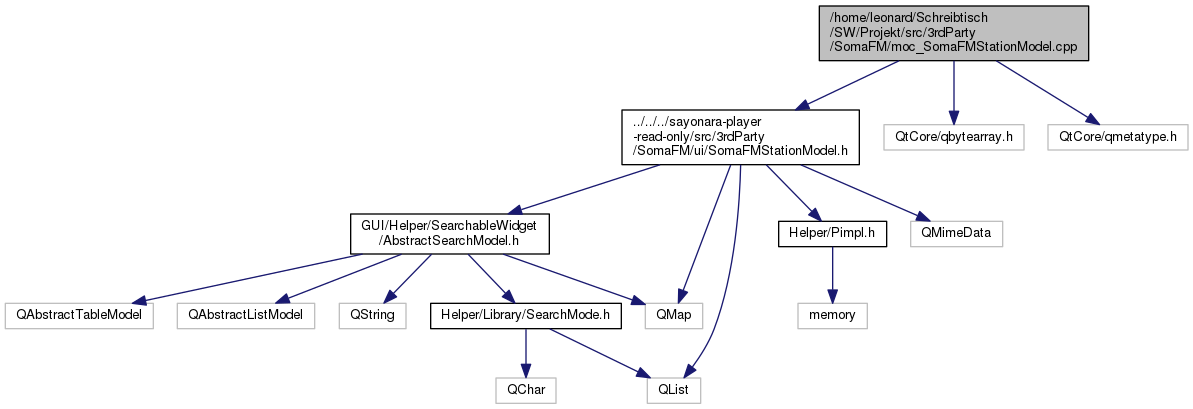 /home/leonard/Schreibtisch
/SW/Projekt/src/3rdParty
/SomaFM/moc_SomaFMStationModel.cpp
../../../sayonara-player
-read-only/src/3rdParty
/SomaFM/ui/SomaFMStationModel.h
QtCore/qbytearray.h
QtCore/qmetatype.h
GUI/Helper/SearchableWidget
/AbstractSearchModel.h
Helper/Pimpl.h
QMimeData
QAbstractTableModel
QAbstractListModel
QString
Helper/Library/SearchMode.h
QMap
memory
QChar
QList